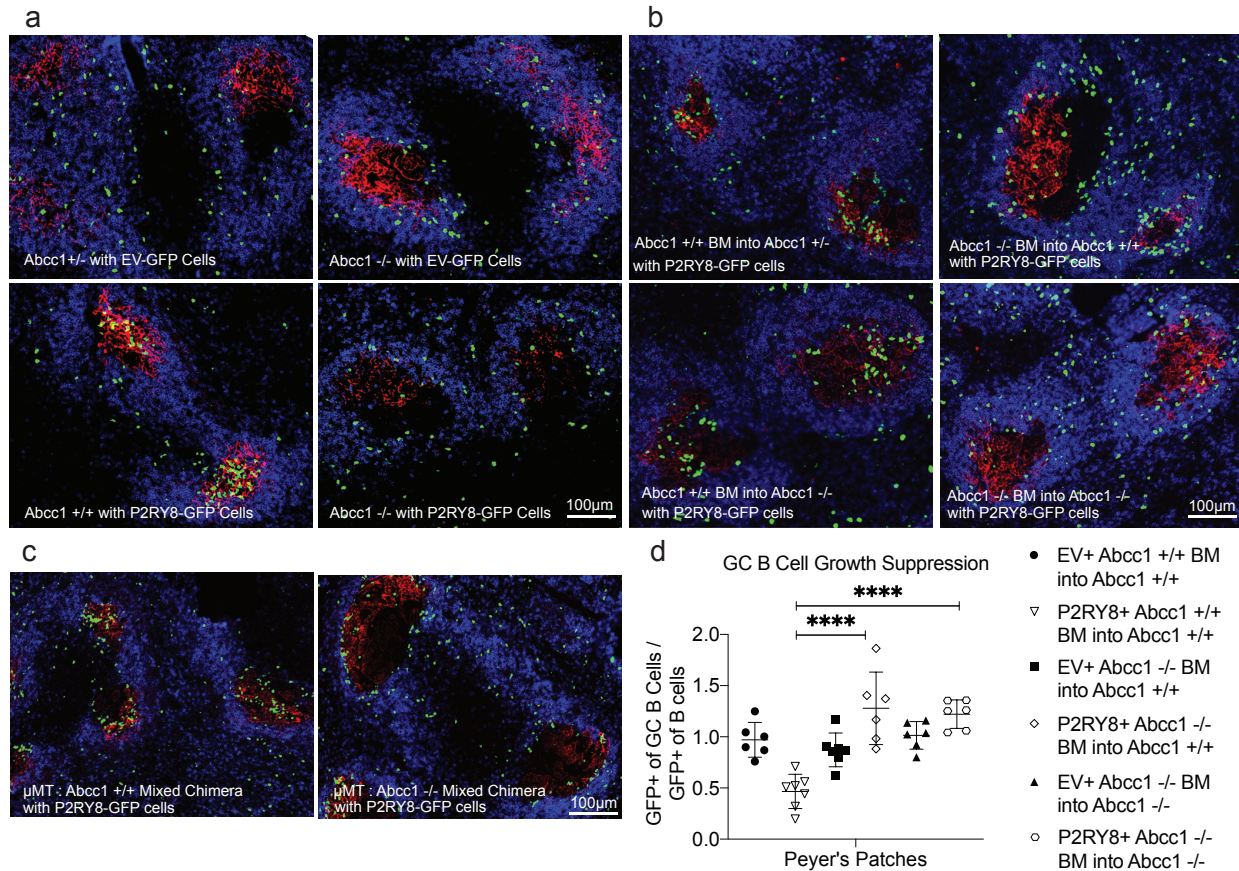 a
b
Abcc1+/- with EV-GFP Cells
Abcc1 -/- with EV-GFP Cells
Abcc1 +/+ BM into Abcc1 +/-
with P2RY8-GFP cells
Abcc1 -/- BM into Abcc1 +/+
with P2RY8-GFP cells
Abcc1 +/+ with P2RY8-GFP Cells
Abcc1 -/- with P2RY8-GFP Cells
100µm
Abcc1 +/+ BM into Abcc1 -/-
with P2RY8-GFP cells
Abcc1 -/- BM into Abcc1 -/-
with P2RY8-GFP cells
100µm
c
µMT : Abcc1 +/+ Mixed Chimera
with P2RY8-GFP cells
µMT : Abcc1 -/- Mixed Chimera
with P2RY8-GFP cells
100µm
d
GC B Cell Growth Suppression
****
****
GFP+ of GC B Cells /
GFP+ of B cells
2.0
1.5
1.0
0.5
0.0
Peyer's Patches
EV+ Abcc1 +/+ BM
into Abcc1 +/+
P2RY8+ Abcc1 +/+
BM into Abcc1 +/+
EV+ Abcc1 -/- BM
into Abcc1 +/+
P2RY8+ Abcc1 -/-
BM into Abcc1 +/+
EV+ Abcc1 -/- BM
into Abcc1 -/-
P2RY8+ Abcc1 -/-
BM into Abcc1 -/-